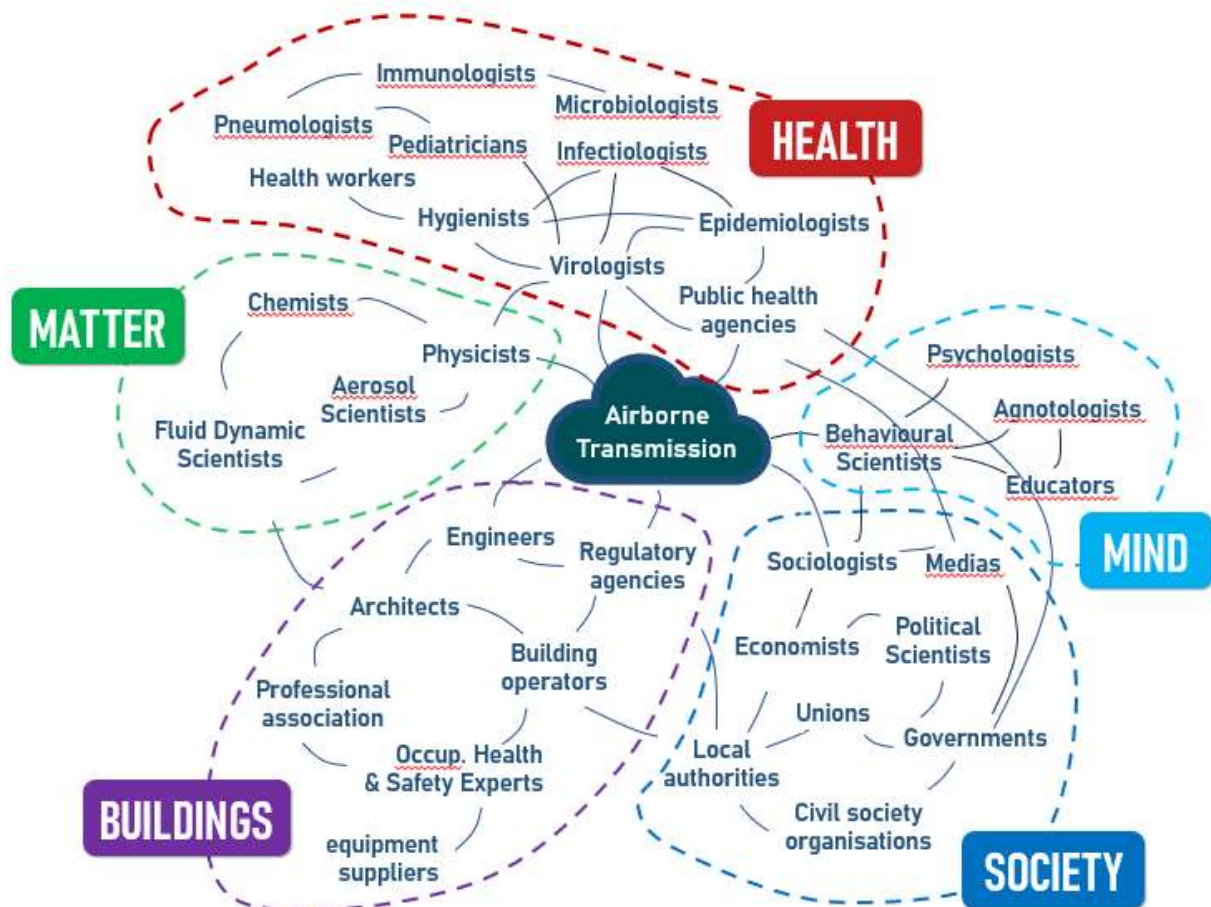 Immunologists
Microbiologists
HEALTH
Pneumologists
Pediatricians
Infectiologists
Health workers
Hygienists
Epidemiologists
Virologists
Public health
agencies
MATTER
Chemists
Physicists
Aerosol
Scientists
Fluid Dynamic
Scientists
Airborne
Transmission
Psychologists
Agnotologists
Behavioural
Scientists
Educators
MIND
Engineers
Regulatory
agencies
Architects
Building
operators
Professional
association
Occup. Health
& Safety Experts
equipment
suppliers
BUILDINGS
Sociologists
Medias
Economists
Political
Scientists
Unions
Governments
Local
authorities
Civil society
organisations
SOCIETY